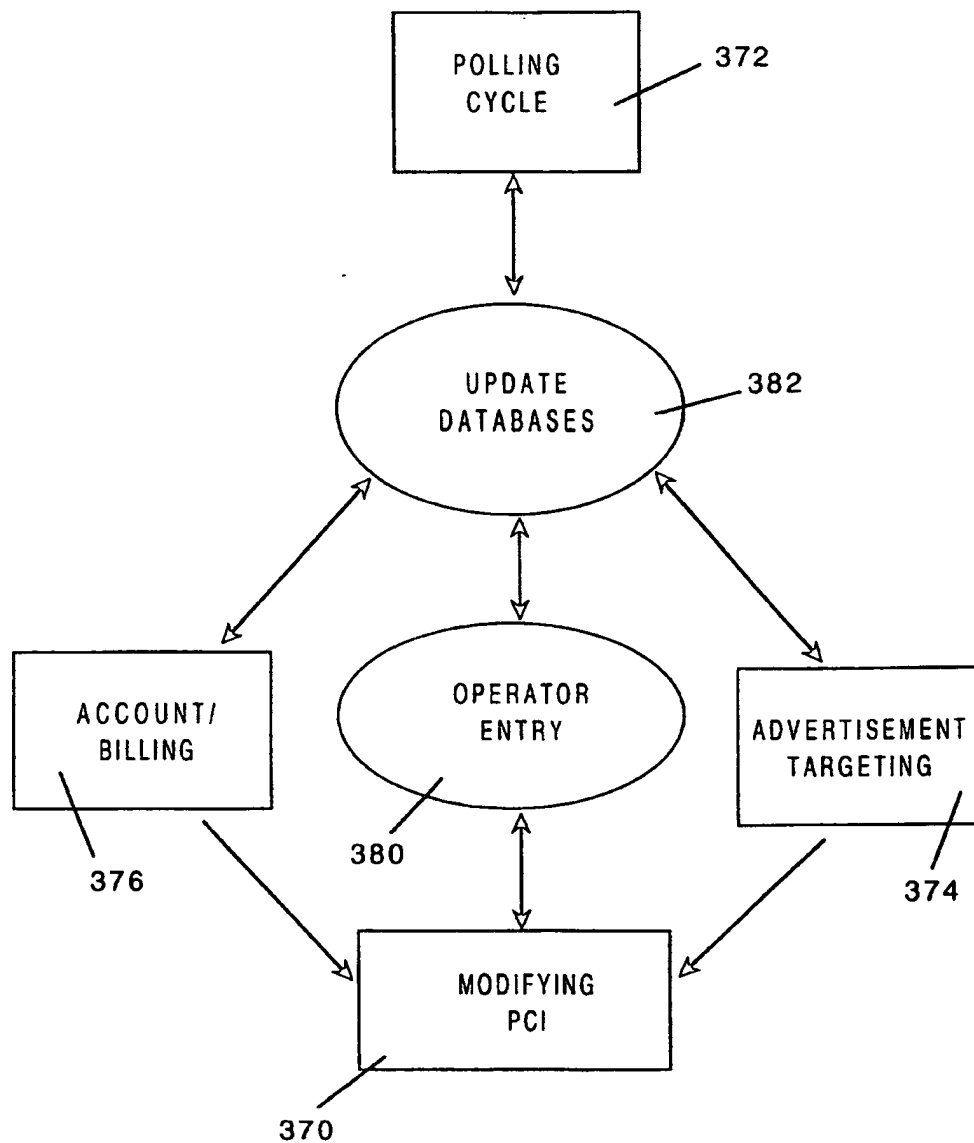 POLLING
CYCLE
372
UPDATE
DATABASES
382
ACCOUNT/
BILLING
376
OPERATOR
ENTRY
380
ADVERTISEMENT
TARGETING
374
MODIFYING
PCI
370